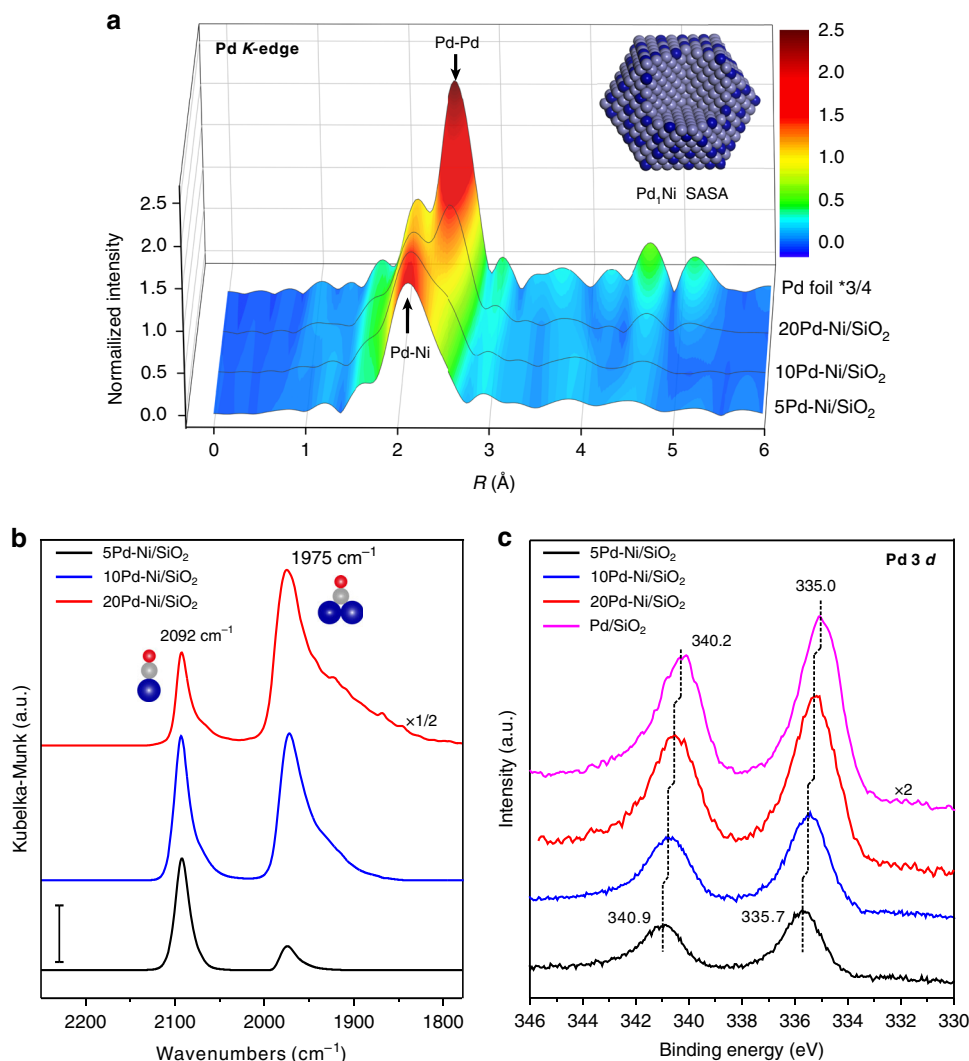 a
Pd K-edge
Pd-Pd
Pd₁Ni SASA
2.5
2.0
1.5
1.0
0.5
0.0
Normailized intensity
2.5
2.0
1.5
1.0
0.5
0.0
Pd-Ni
Pd foil *3/4
20Pd-Ni/SiO₂
10Pd-Ni/SiO₂
5Pd-Ni/SiO₂
0 1 2 3 4 5 6
R (Å)
b
5Pd-Ni/SiO₂
10Pd-Ni/SiO₂
20Pd-Ni/SiO₂
1975 cm⁻¹
2092 cm⁻¹
×1/2
Kubelka-Munk (a.u.)
2200 2100 2000 1900 1800
Wavenumbers (cm⁻¹)
c
5Pd-Ni/SiO₂
10Pd-Ni/SiO₂
20Pd-Ni/SiO₂
Pd/SiO₂
Pd 3 d
335.0
340.2
×2
340.9
335.7
Intensity (a.u.)
346 344 342 340 338 336 334 332 330
Binding energy (eV)